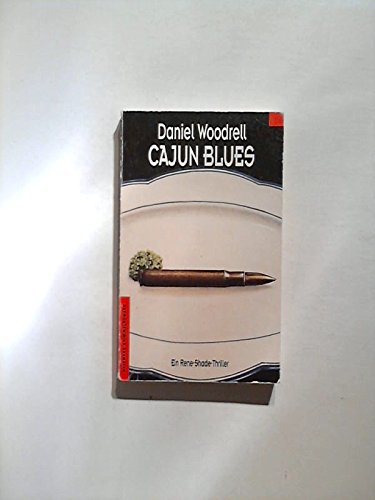 Daniel Woodrell
CAJUN BLUES
Ein Rene-Shade-Thriller